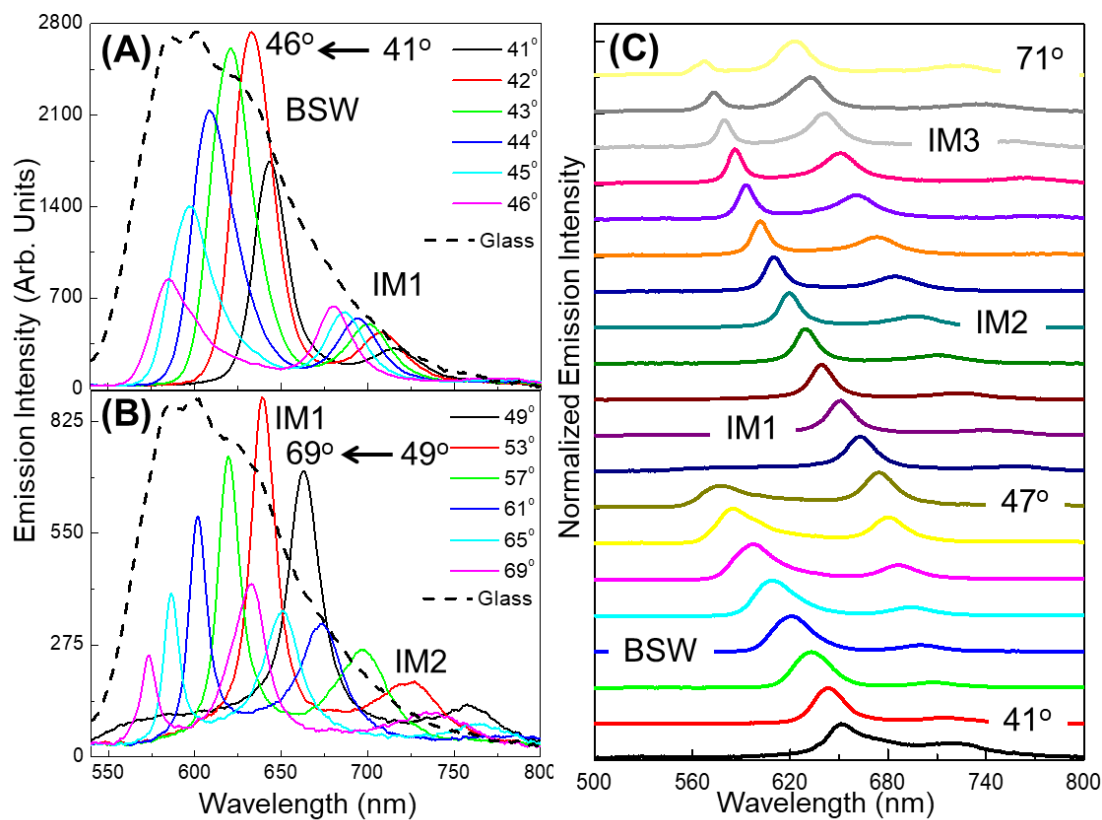 (A)
46° ← 41°
BSW
IM1
41°
42°
43°
44°
45°
46°
Glass
2800
2100
1400
700
0
(B)
IM1
69° ← 49°
IM2
49°
53°
57°
61°
65°
69°
Glass
825
550
275
0
550 600 650 700 750 800
Wavelength (nm)
Emission Intensity (Arb. Units)
(C)
71°
IM3
IM2
IM1
47°
BSW
41°
500 560 620 680 740 800
Wavelength (nm)
Normalized Emission Intensity